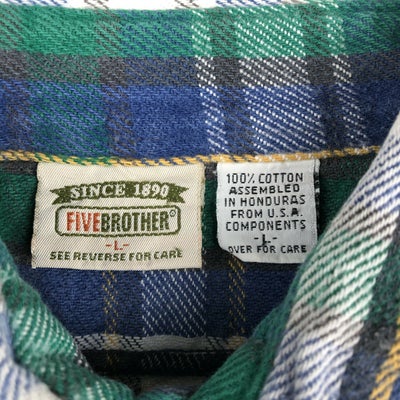 SINCE 1890
FIVEBROTHER®
-L-
SEE REVERSE FOR CARE
100% COTTON
ASSEMBLED
IN HONDURAS
FROM U.S.A.
COMPONENTS
-L-
OVER FOR CARE